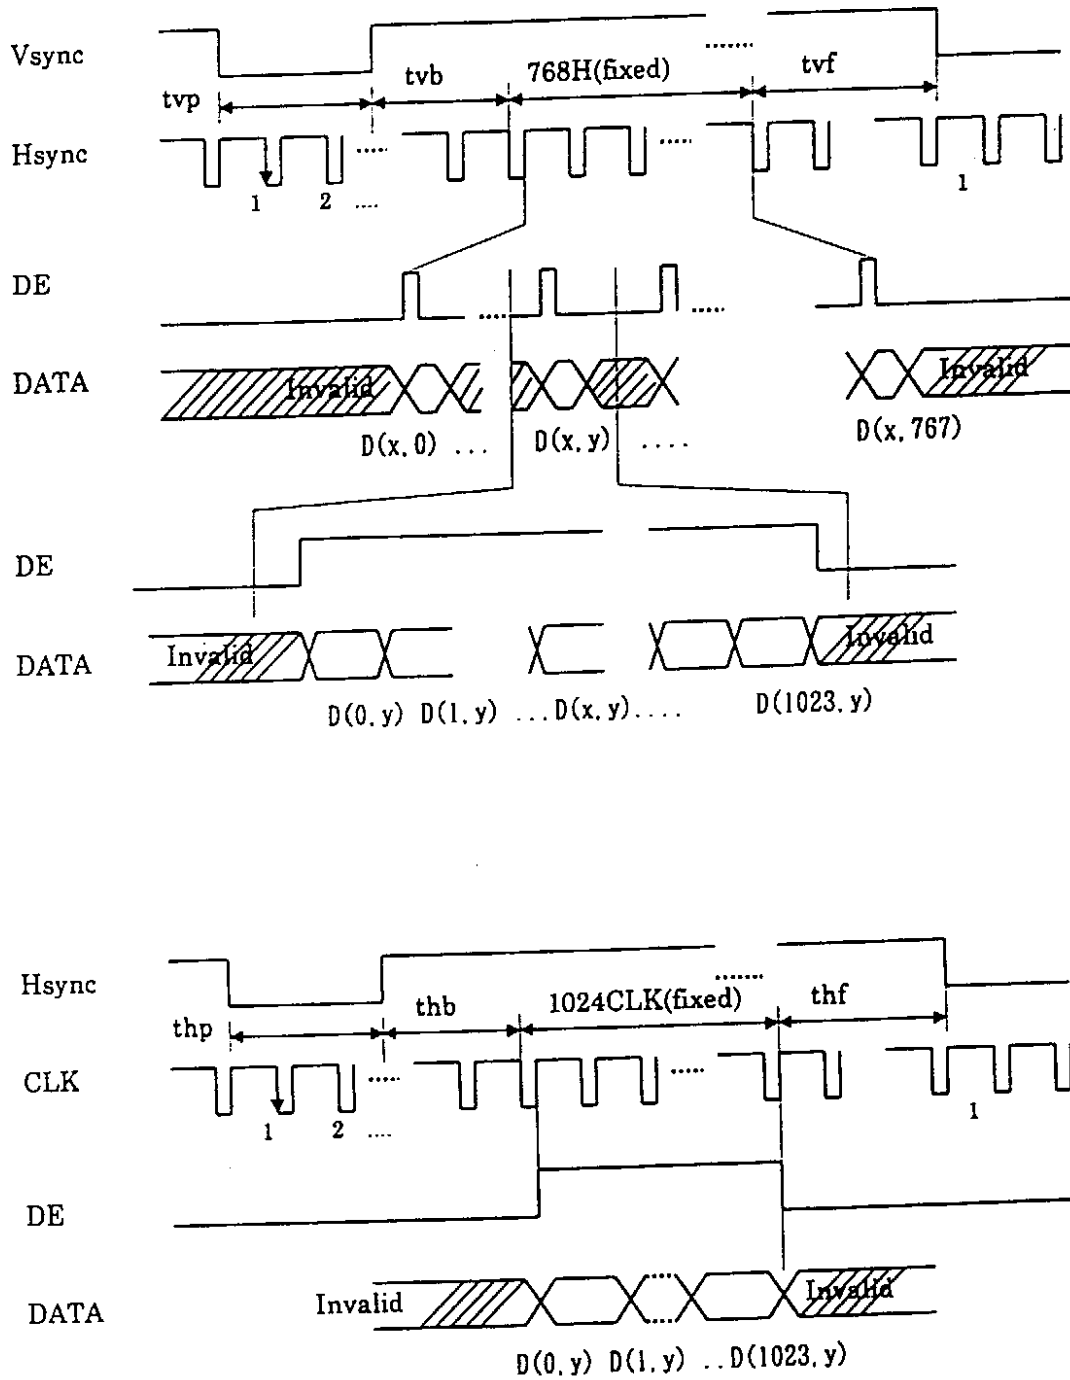 Vsync
tvp tvb 768H(fixed) tvf
Hsync
1 2 .... 1
DE
DATA Invalid Invalid
D(x,0) ... D(x,y) .... D(x,767)
DE
DATA Invalid Invalid
D(0,y) D(1,y) ...D(x,y).... D(1023,y)
Hsync
thp thb 1024CLK(fixed) thf
CLK
1 2 .... 1
DE
DATA Invalid Invalid
D(0,y) D(1,y) ..D(1023,y)